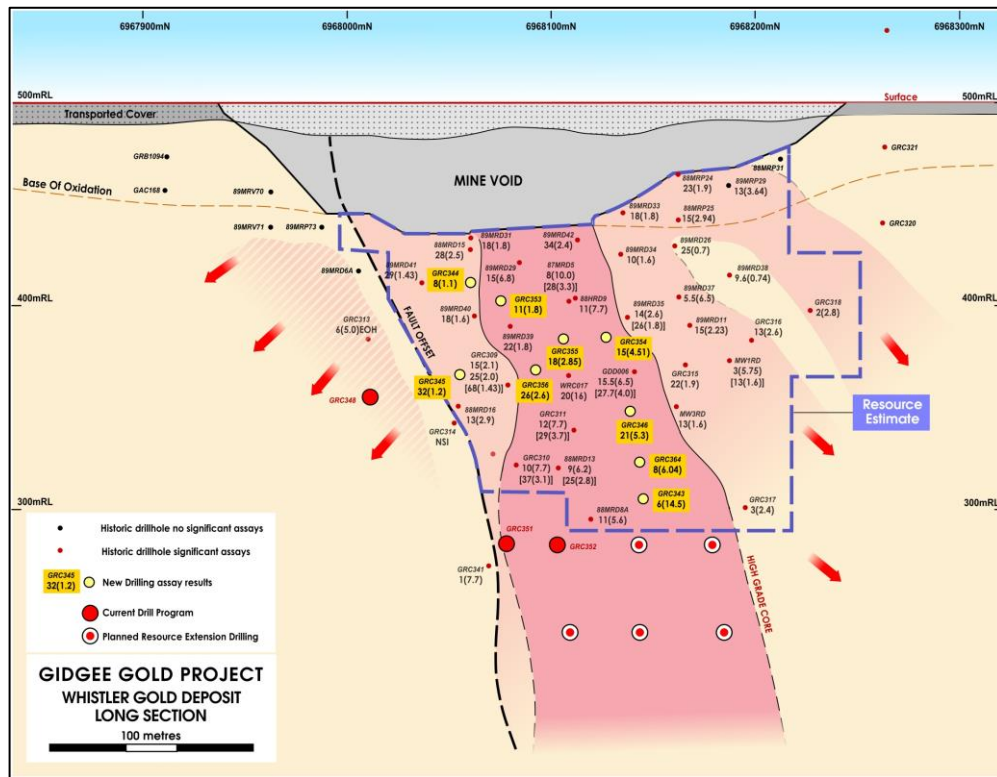 6967900mN
6968000mN
6968100mN
6968200mN
6968300mN
500mRL
Surface
500mRL
Transported Cover
GRB1094
GAC168
Base Of Oxidation
89MRV70
89MRV71
89MRP73
89MRD6A
MINE VOID
88MRP31
88MRP24
23(1.9)
89MRP29
13(3.64)
GRC321
GRC320
89MRD33
18(1.8)
88MRP25
15(2.94)
89MRD31
18(1.8)
88MRD15
28(2.5)
89MRD42
34(2.4)
89MRD34
10(1.6)
89MRD26
25(0.7)
89MRD41
29(1.43)
GRC344
8(1.1)
89MRD29
15(6.8)
87MRD5
8(10.0)
[28(3.3)]
89MRD38
9.6(0.74)
400mRL
400mRL
GRC313
6(5.0)EOH
FAULT OFFSET
89MRD40
18(1.6)
GRC353
11(1.8)
88HRD9
11(7.7)
89MRD37
5.5(6.5)
89MRD35
14(2.6)
[26(1.8)]
89MRD11
15(2.23)
GRC316
13(2.6)
GRC318
2(2.8)
89MRD39
22(1.8)
GRC355
18(2.85)
GRC354
15(4.51)
GRC309
15(2.1)
25(2.0)
[68(1.43)]
GRC345
32(1.2)
GRC356
26(2.6)
WRC017
20(16)
GDD006
15.5(6.5)
[27.7(4.0)]
GRC315
22(1.9)
MW1RD
3(5.75)
[13(1.6)]
GRC348
88MRD16
13(2.9)
GRC314
NSI
GRC311
12(7.7)
[29(3.7)]
GRC346
21(5.3)
MW3RD
13(1.6)
Resource
Estimate
GRC310
10(7.7)
[37(3.1)]
88MRD13
9(6.2)
[25(2.8)]
GRC364
8(6.04)
GRC343
6(14.5)
300mRL
300mRL
88MRD8A
11(5.6)
GRC317
3(2.4)
GRC351
GRC352
GRC341
1(7.7)
HIGH GRADE CORE
Historic drillhole no significant assays
Historic drillhole significant assays
GRC345
32(1.2)
New Drilling assay results
Current Drill Program
Planned Resource Extension Drilling
GIDGEE GOLD PROJECT
WHISTLER GOLD DEPOSIT
LONG SECTION
100 metres